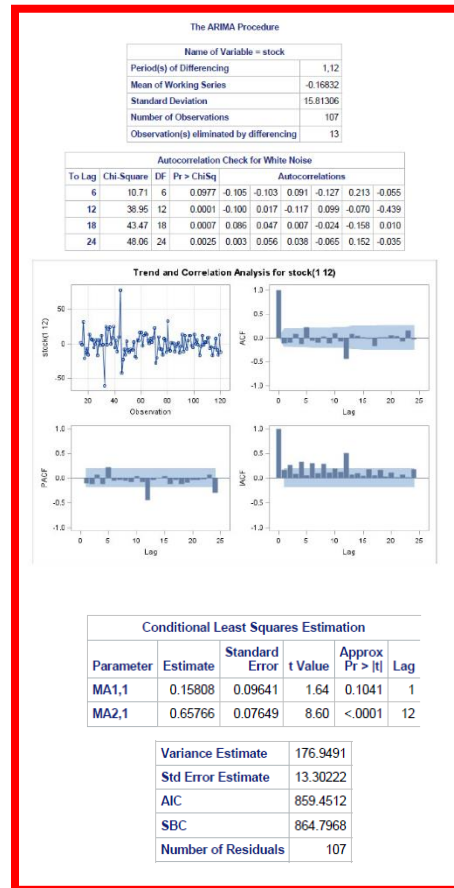 The ARIMA Procedure
Name of Variable = stock
Period(s) of Differencing 1,12
Mean of Working Series -0.16832
Standard Deviation 15.81306
Number of Observations 107
Observation(s) eliminated by differencing 13
Autocorrelation Check for White Noise
To Lag Chi-Square DF Pr > ChiSq Autocorrelations
6 10.71 6 0.0977 -0.105 -0.103 0.091 -0.127 0.213 -0.055
12 38.95 12 0.0001 -0.100 0.017 -0.117 0.099 -0.070 -0.439
18 43.47 18 0.0007 0.086 0.047 0.007 -0.024 -0.158 0.010
24 48.06 24 0.0025 0.003 0.056 0.038 -0.065 0.152 -0.035
Trend and Correlation Analysis for stock(1 12)
stock(1 12)
50
0
-50
20 40 60 80 100 120
Observation
ACF
1.0
0.5
0.0
-0.5
-1.0
0 5 10 15 20 25
Lag
PACF
1.0
0.5
0.0
-0.5
-1.0
0 5 10 15 20 25
Lag
IACF
1.0
0.5
0.0
-0.5
-1.0
0 5 10 15 20 25
Lag
Conditional Least Squares Estimation
Parameter Estimate Standard Error t Value Approx Pr > |t| Lag
MA1,1 0.15808 0.09641 1.64 0.1041 1
MA2,1 0.65766 0.07649 8.60 <.0001 12
Variance Estimate 176.9491
Std Error Estimate 13.30222
AIC 859.4512
SBC 864.7968
Number of Residuals 107